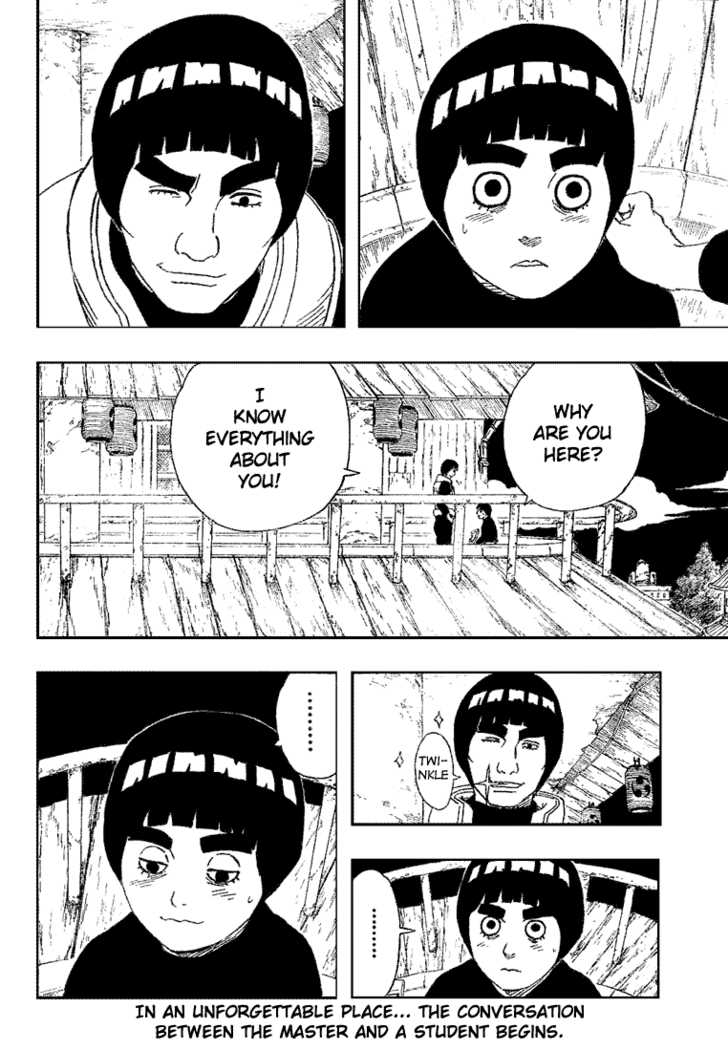 WHY
ARE YOU
HERE?
I
KNOW
EVERYTHING
ABOUT
YOU!
TWI-
NKLE
.........
.........
IN AN UNFORGETTABLE PLACE... THE CONVERSATION
BETWEEN THE MASTER AND A STUDENT BEGINS.